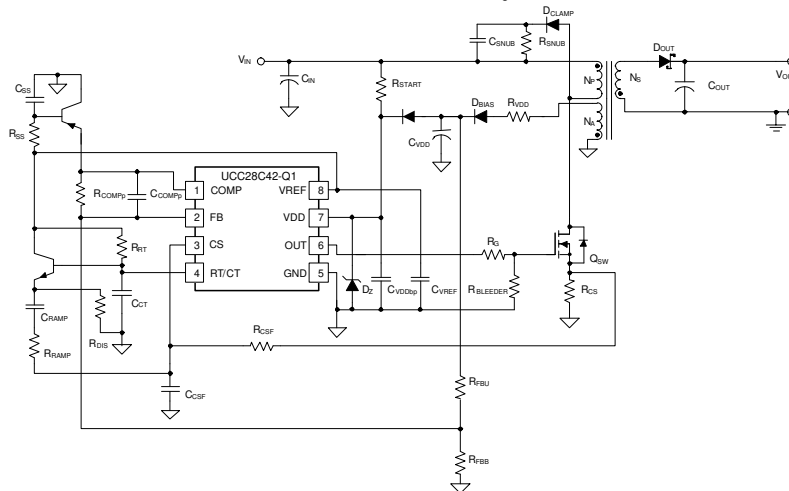 DCLAMP
CSNUB
RSNUB
VIN
CIN
RSTART
NP
NS
DOUT
COUT
CSS
RSS
DBIAS
RVDD
NA
CVDD
UCC28C42-Q1
RCOMPp
CCOMPp
1 COMP VREF 8
2 FB VDD 7
3 CS OUT 6
4 RT/CT GND 5
RRT
RG
QSW
CCT
DZ
CVDDbp
CVREF
RBLEEDER
RCS
CRAMP
RDIS
RCSF
RRAMP
CCSF
RFBU
RFBB